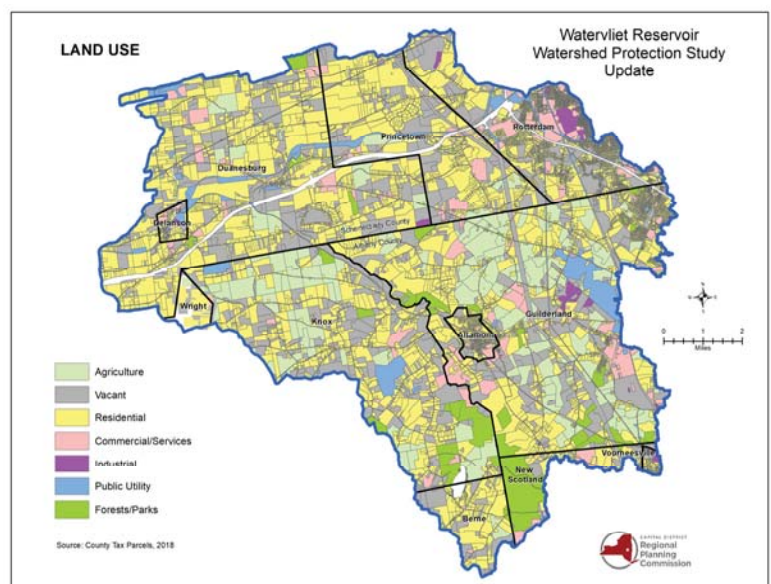 LAND USE
Watervliet Reservoir
Watershed Protection Study
Update
Princetown
Rotterdam
Duanesburg
Delanson
Schenectady County
Albany County
Wright
Knox
Altamont
Guilderland
Voorheesville
New
Scotland
Berne
Agriculture
Vacant
Residential
Commercial/Services
Industrial
Public Utility
Forests/Parks
0 1 2
Miles
Source: County Tax Parcels, 2018
CAPITAL DISTRICT
Regional
Planning
Commission